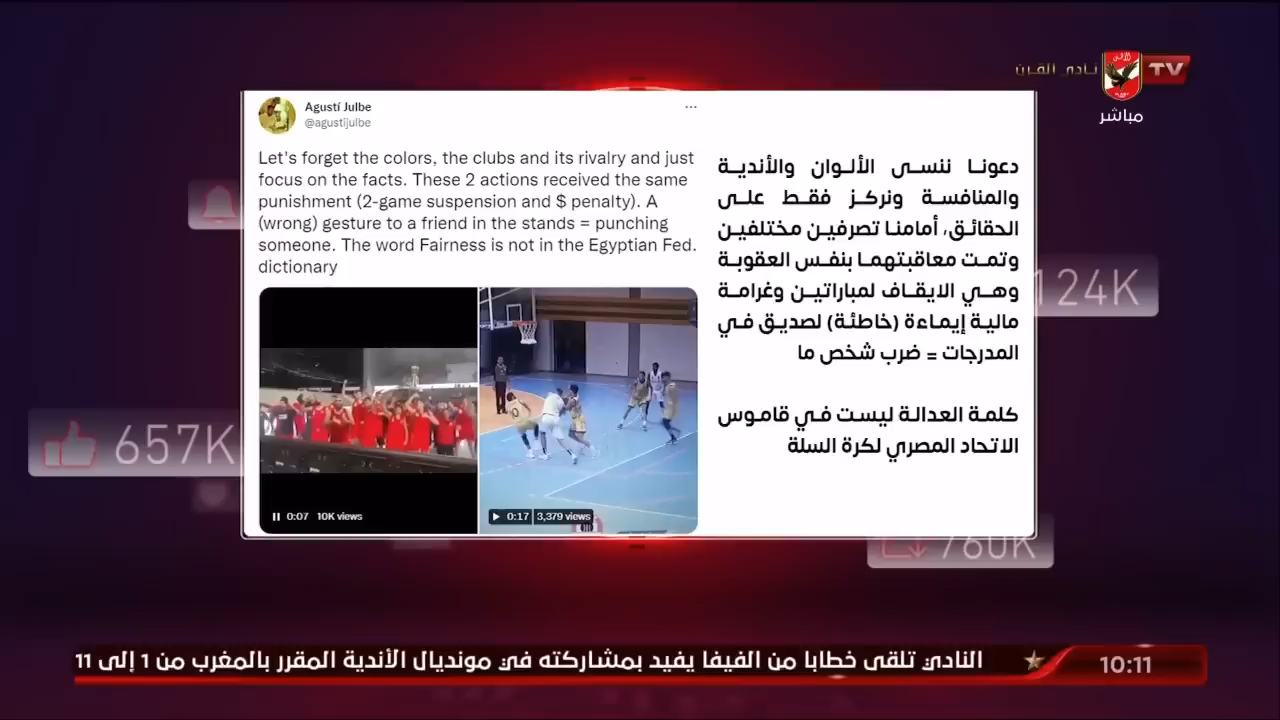 نادي القرن
TV
مباشر
Agustí Julbe
@agustijulbe
Let's forget the colors, the clubs and its rivalry and just
focus on the facts. These 2 actions received the same
punishment (2-game suspension and $ penalty). A
(wrong) gesture to a friend in the stands = punching
someone. The word Fairness is not in the Egyptian Fed.
dictionary
0:07 10K views
0:17 3,379 views
دعونا ننسى الألوان والأندية
والمنافسة ونركز فقط على
الحقائق، أمامنا تصرفين مختلفين
وتمت معاقبتهما بنفس العقوبة
وهي الايقاف لمباراتين وغرامة
مالية إيماءة (خاطئة) لصديق في
المدرجات = ضرب شخص ما
كلمة العدالة ليست في قاموس
الاتحاد المصري لكرة السلة
124K
657K
760K
النادي تلقى خطابا من الفيفا يفيد بمشاركته في مونديال الأندية المقرر بالمغرب من 1 إلى 11
10:11